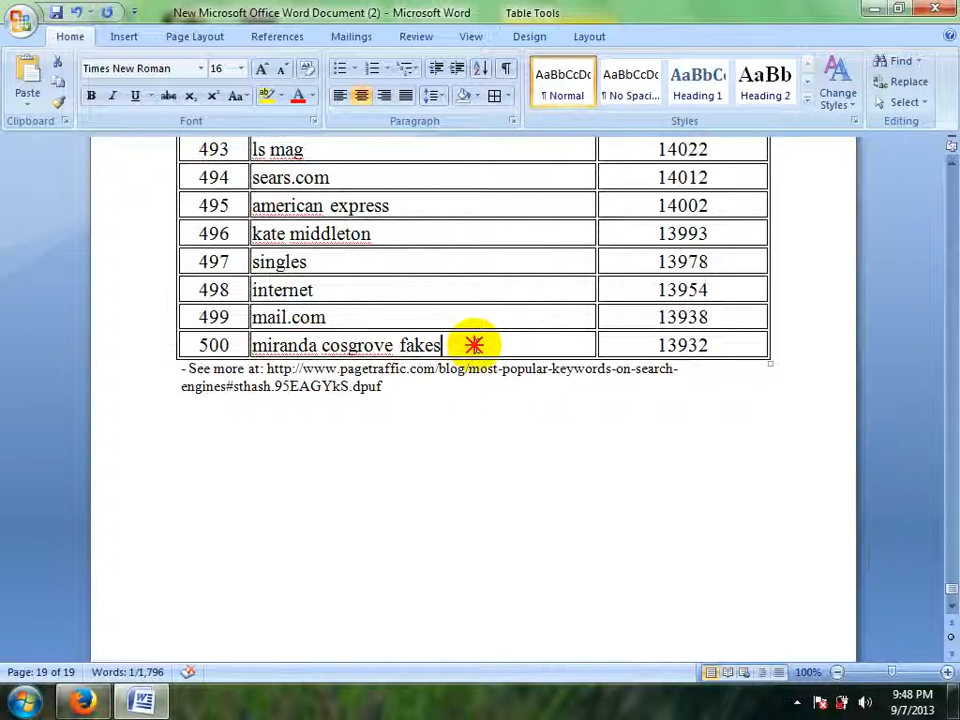 New Microsoft Office Word Document (2) - Microsoft Word
Table Tools
Home Insert Page Layout References Mailings Review View Design Layout
Paste
Times New Roman 16
B I U abc X₂ X² Aa A
AaBbCcDc AaBbCcDc AaBbC AaBb
¶ Normal ¶ No Spaci... Heading 1 Heading 2
Change Styles
Find
Replace
Select
Clipboard Font Paragraph Styles Editing
493 ls mag 14022
494 sears.com 14012
495 american express 14002
496 kate middleton 13993
497 singles 13978
498 internet 13954
499 mail.com 13938
500 miranda cosgrove fakes 13932
- See more at: http://www.pagetraffic.com/blog/most-popular-keywords-on-search-
engines#sthash.95EAGYkS.dpuf
Page: 19 of 19 Words: 1/1,796 100%
9:48 PM
9/7/2013